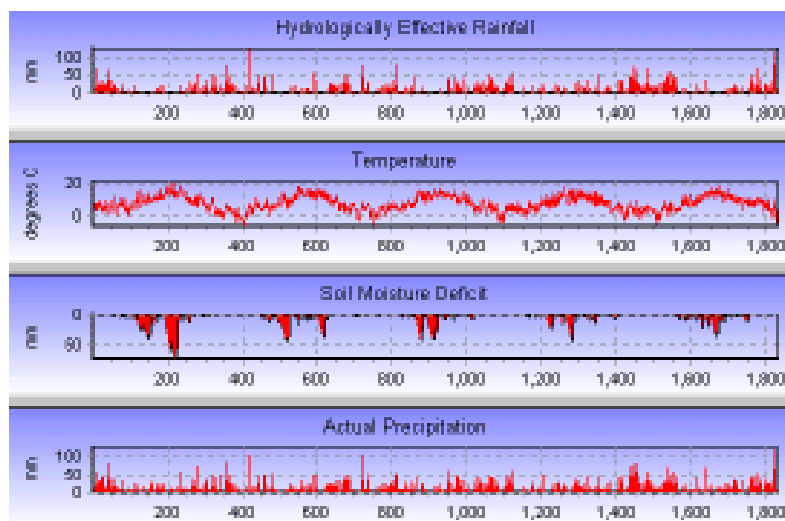 Hydrologically Effective Rainfall
mm
100
50
0
200 400 600 800 1,000 1,200 1,400 1,600 1,800
Temperature
degrees C
20
0
200 400 600 800 1,000 1,200 1,400 1,600 1,800
Soil Moisture Deficit
mm
0
50
200 400 600 800 1,000 1,200 1,400 1,600 1,800
Actual Precipitation
mm
100
50
0
200 400 600 800 1,000 1,200 1,400 1,600 1,800